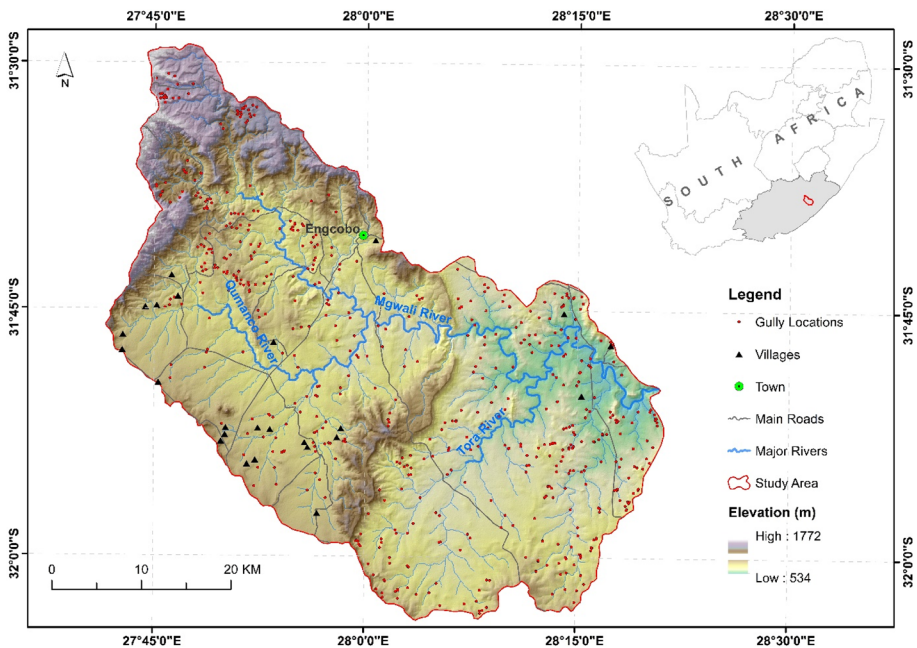 27°45'0"E 28°0'0"E 28°15'0"E 28°30'0"E
31°30'0"S 31°30'0"S
N
SOUTH AFRICA
Engcobo
31°45'0"S 31°45'0"S
Qumanco River
Mgwali River
Tora River
Legend
Gully Locations
Villages
Town
Main Roads
Major Rivers
Study Area
Elevation (m)
High : 1772
Low : 534
32°0'0"S 32°0'0"S
0 10 20 KM
27°45'0"E 28°0'0"E 28°15'0"E 28°30'0"E